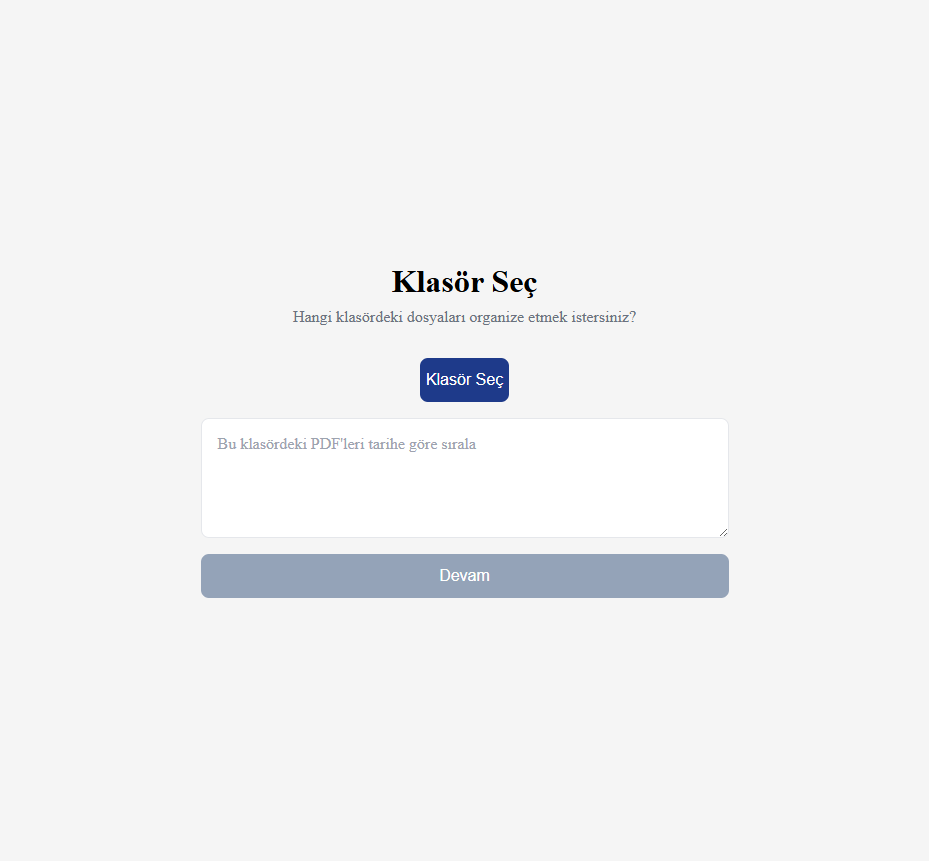 Klasör Seç
Hangi klasördeki dosyaları organize etmek istersiniz?
Klasör Seç
Bu klasördeki PDF'leri tarihe göre sırala
Devam